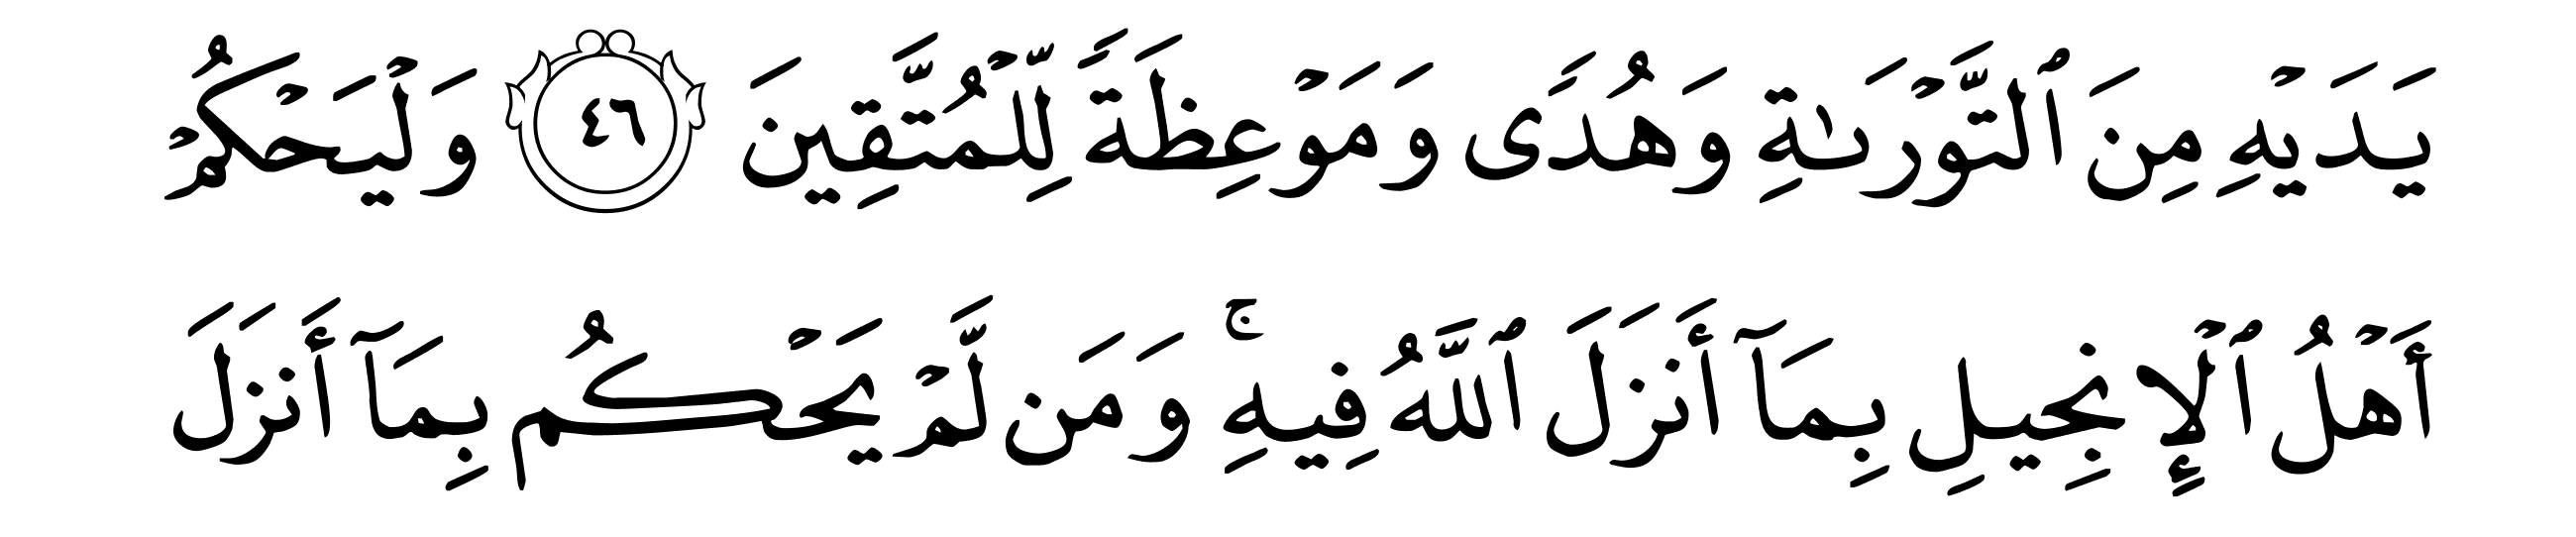 يَدَيۡهِ مِنَ ٱلتَّوۡرَىٰةِ وَهُدًى وَمَوۡعِظَةً لِّلۡمُتَّقِينَ ٤٦ وَلۡيَحۡكُمۡ
أَهۡلُ ٱلۡإِنجِيلِ بِمَآ أَنزَلَ ٱللَّهُ فِيهِۚ وَمَن لَّمۡ يَحۡكُم بِمَآ أَنزَلَ